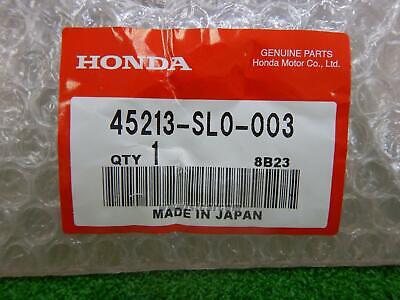 HONDA
GENUINE PARTS
Honda Motor Co., Ltd.
45213-SL0-003
QTY 1 8B23
MADE IN JAPAN